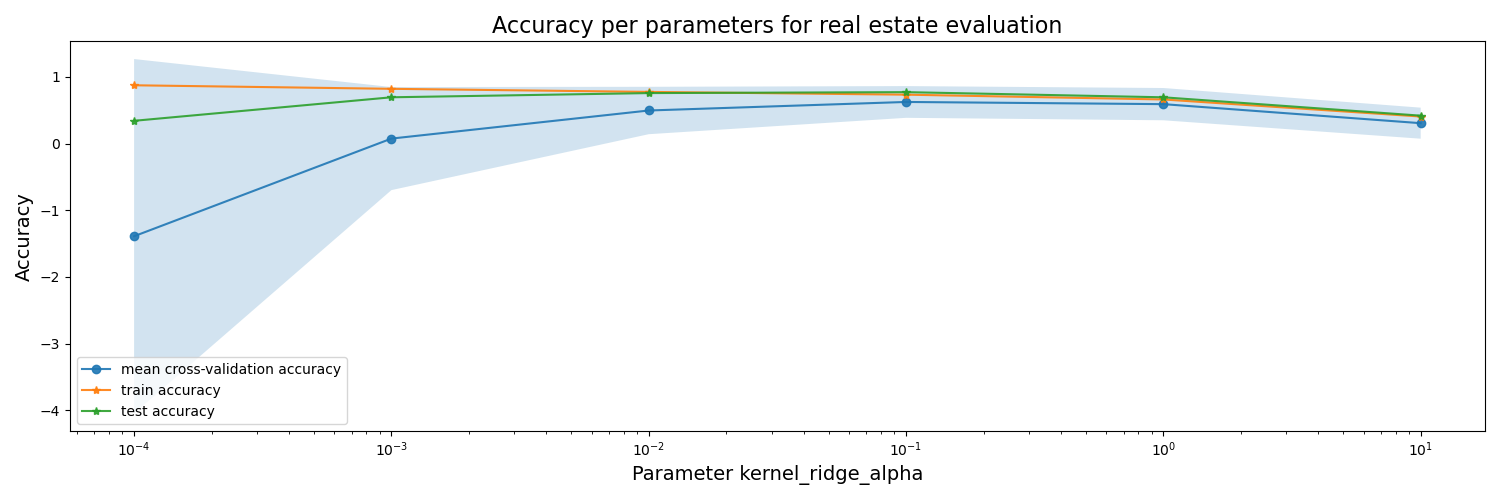 Accuracy per parameters for real estate evaluation
Accuracy
1
0
−1
−2
−3
−4
mean cross-validation accuracy
train accuracy
test accuracy
10⁻⁴
10⁻³
10⁻²
10⁻¹
10⁰
10¹
Parameter kernel_ridge_alpha